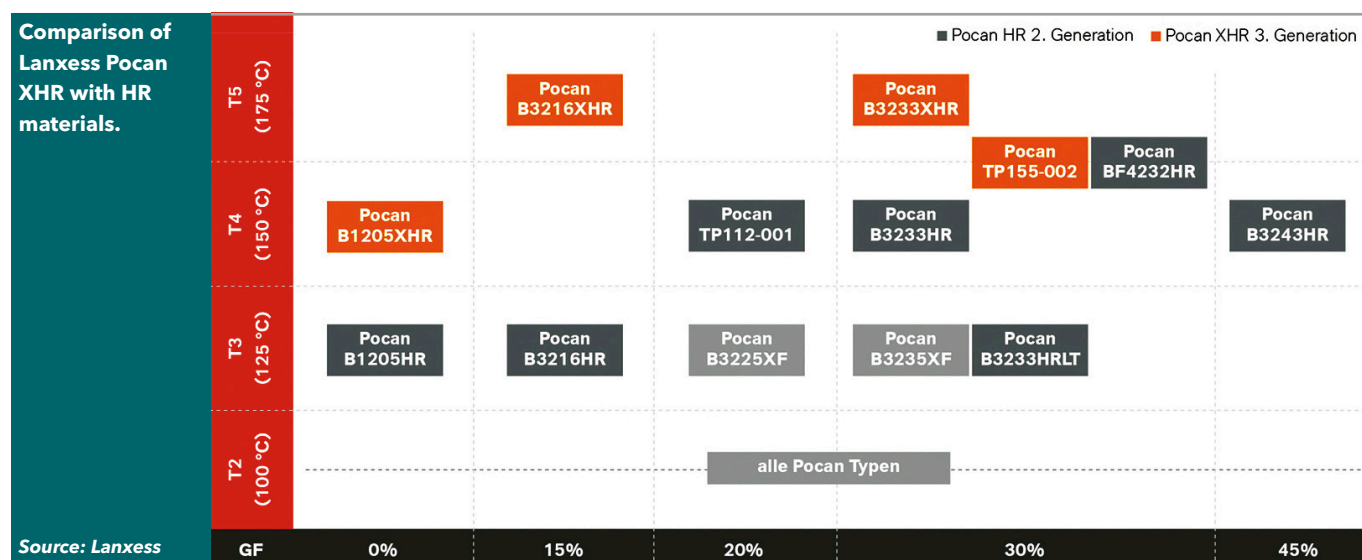 Comparison of
Lanxess Pocan
XHR with HR
materials.
Source: Lanxess
Pocan HR 2. Generation
Pocan XHR 3. Generation
T5
(175 °C)
Pocan
B3216XHR
Pocan
B3233XHR
Pocan
TP155-002
Pocan
BF4232HR
T4
(150 °C)
Pocan
B1205XHR
Pocan
TP112-001
Pocan
B3233HR
Pocan
B3243HR
T3
(125 °C)
Pocan
B1205HR
Pocan
B3216HR
Pocan
B3225XF
Pocan
B3235XF
Pocan
B3233HRLT
T2
(100 °C)
alle Pocan Typen
GF 0% 15% 20% 30% 45%